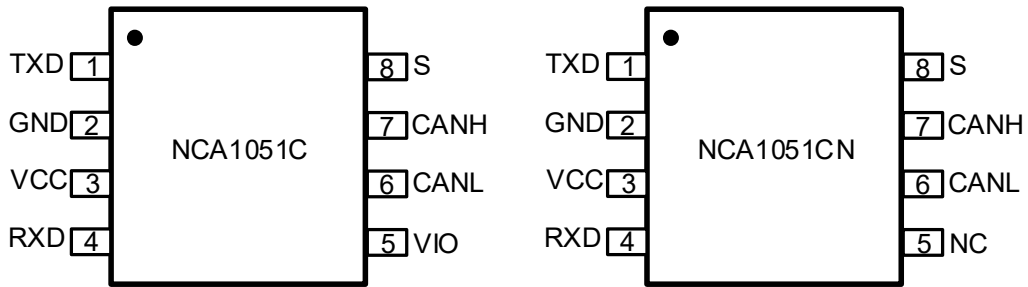 TXD 1 8 S TXD 1 8 S
GND 2 7 CANH GND 2 7 CANH
NCA1051C NCA1051CN
VCC 3 6 CANL VCC 3 6 CANL
RXD 4 5 VIO RXD 4 5 NC